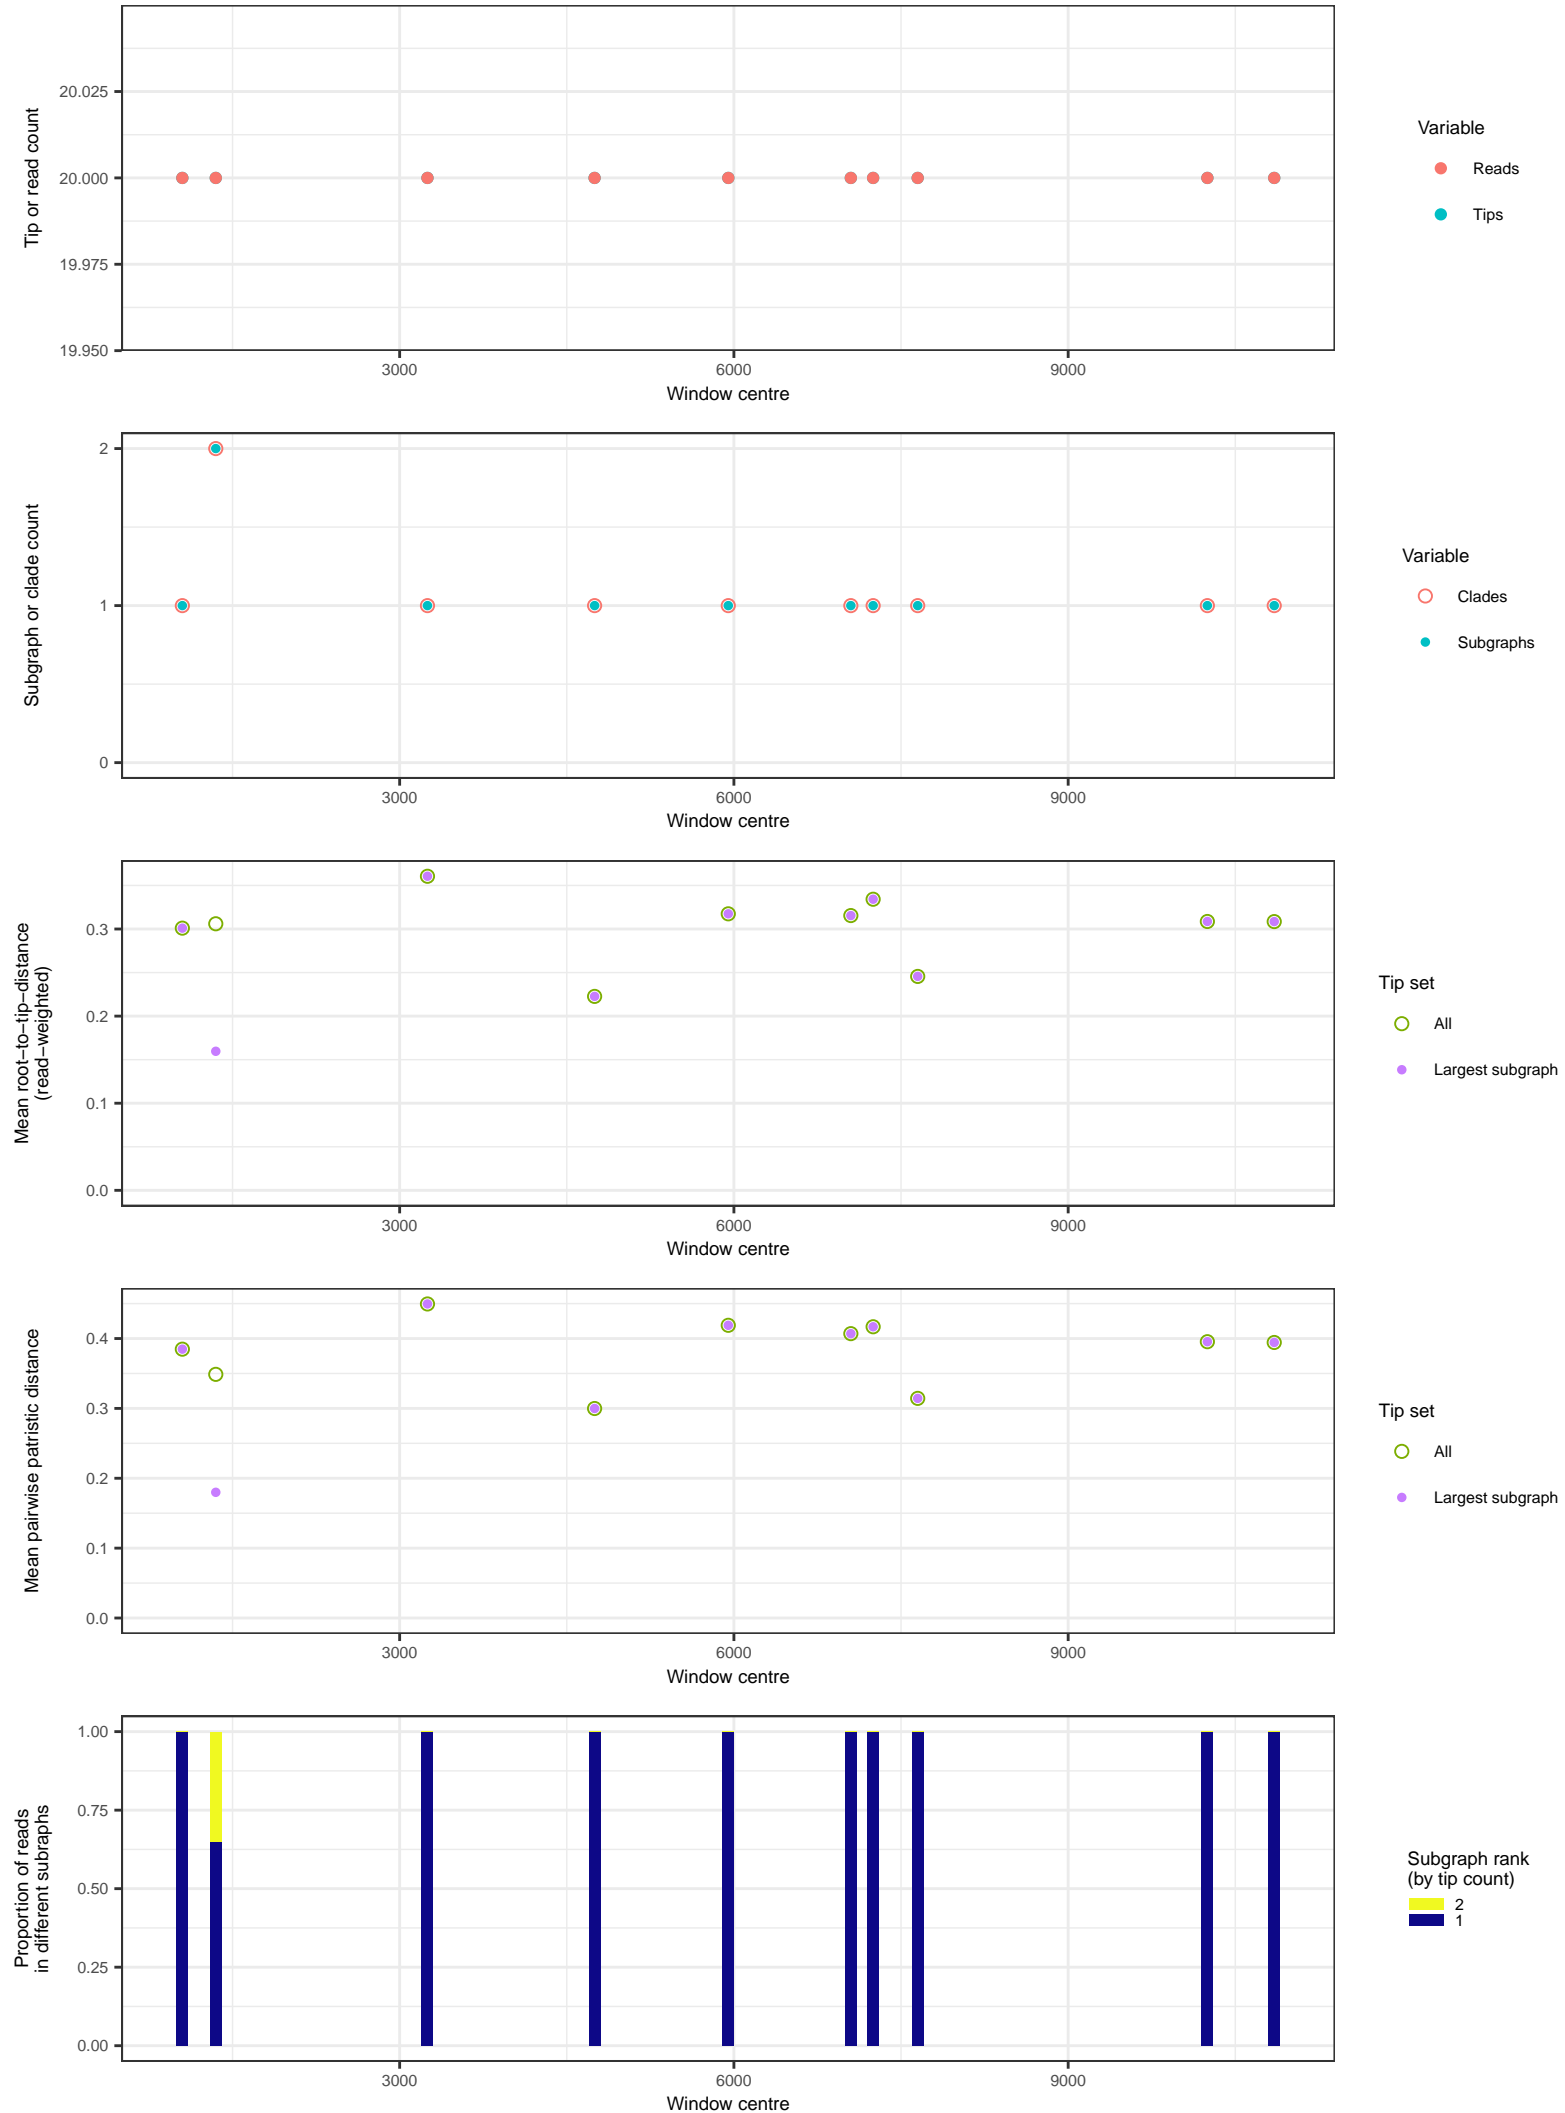 Tip or read count
20.025
20.000
19.975
19.950
3000 6000 9000
Window centre
Variable
Reads
Tips
Subgraph or clade count
2
1
0
3000 6000 9000
Window centre
Variable
Clades
Subgraphs
Mean root−to−tip−distance
(read−weighted)
0.3
0.2
0.1
0.0
3000 6000 9000
Window centre
Tip set
All
Largest subgraph
Mean pairwise patristic distance
0.4
0.3
0.2
0.1
0.0
3000 6000 9000
Window centre
Tip set
All
Largest subgraph
Proportion of reads
in different subraphs
1.00
0.75
0.50
0.25
0.00
3000 6000 9000
Window centre
Subgraph rank
(by tip count)
2
1